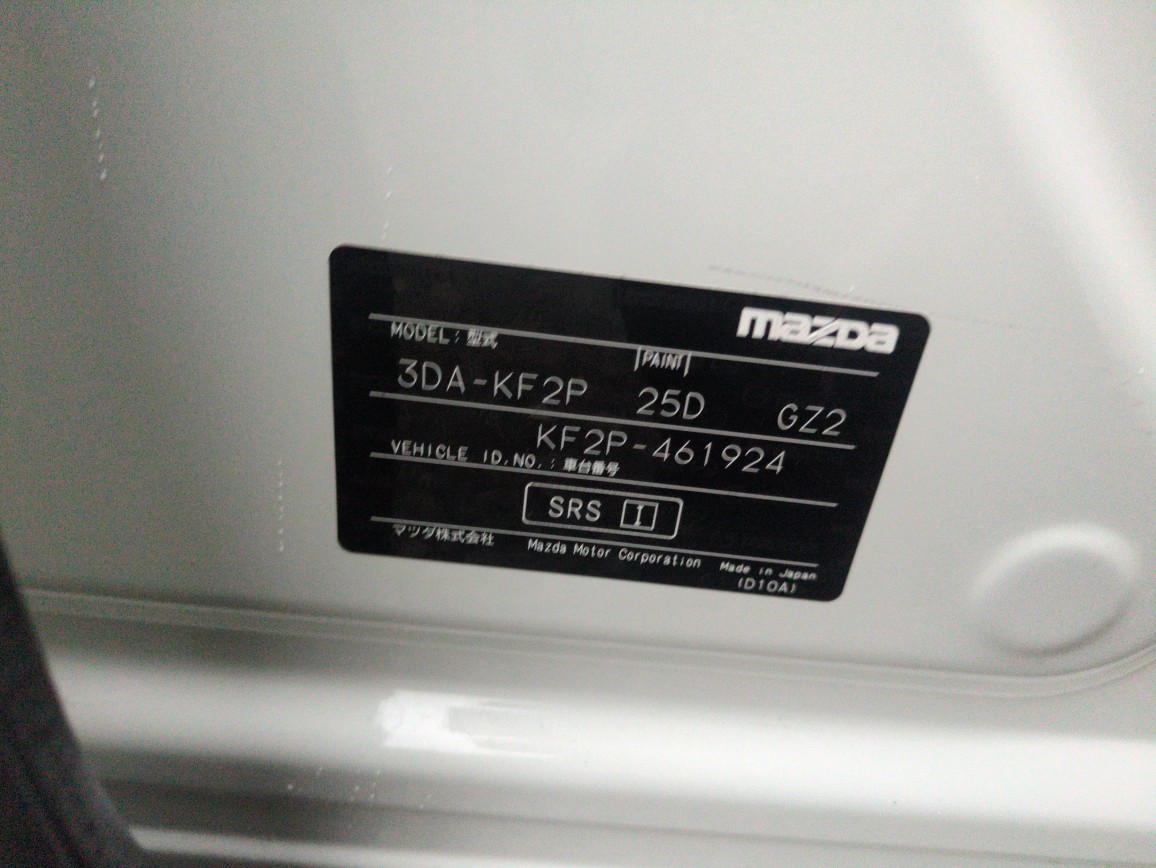 mazda
MODEL : 型式
PAINT
3DA-KF2P 25D GZ2
KF2P-461924
VEHICLE ID.NO. : 車台番号
SRS I
マツダ株式会社 Mazda Motor Corporation Made in Japan
(D10A)